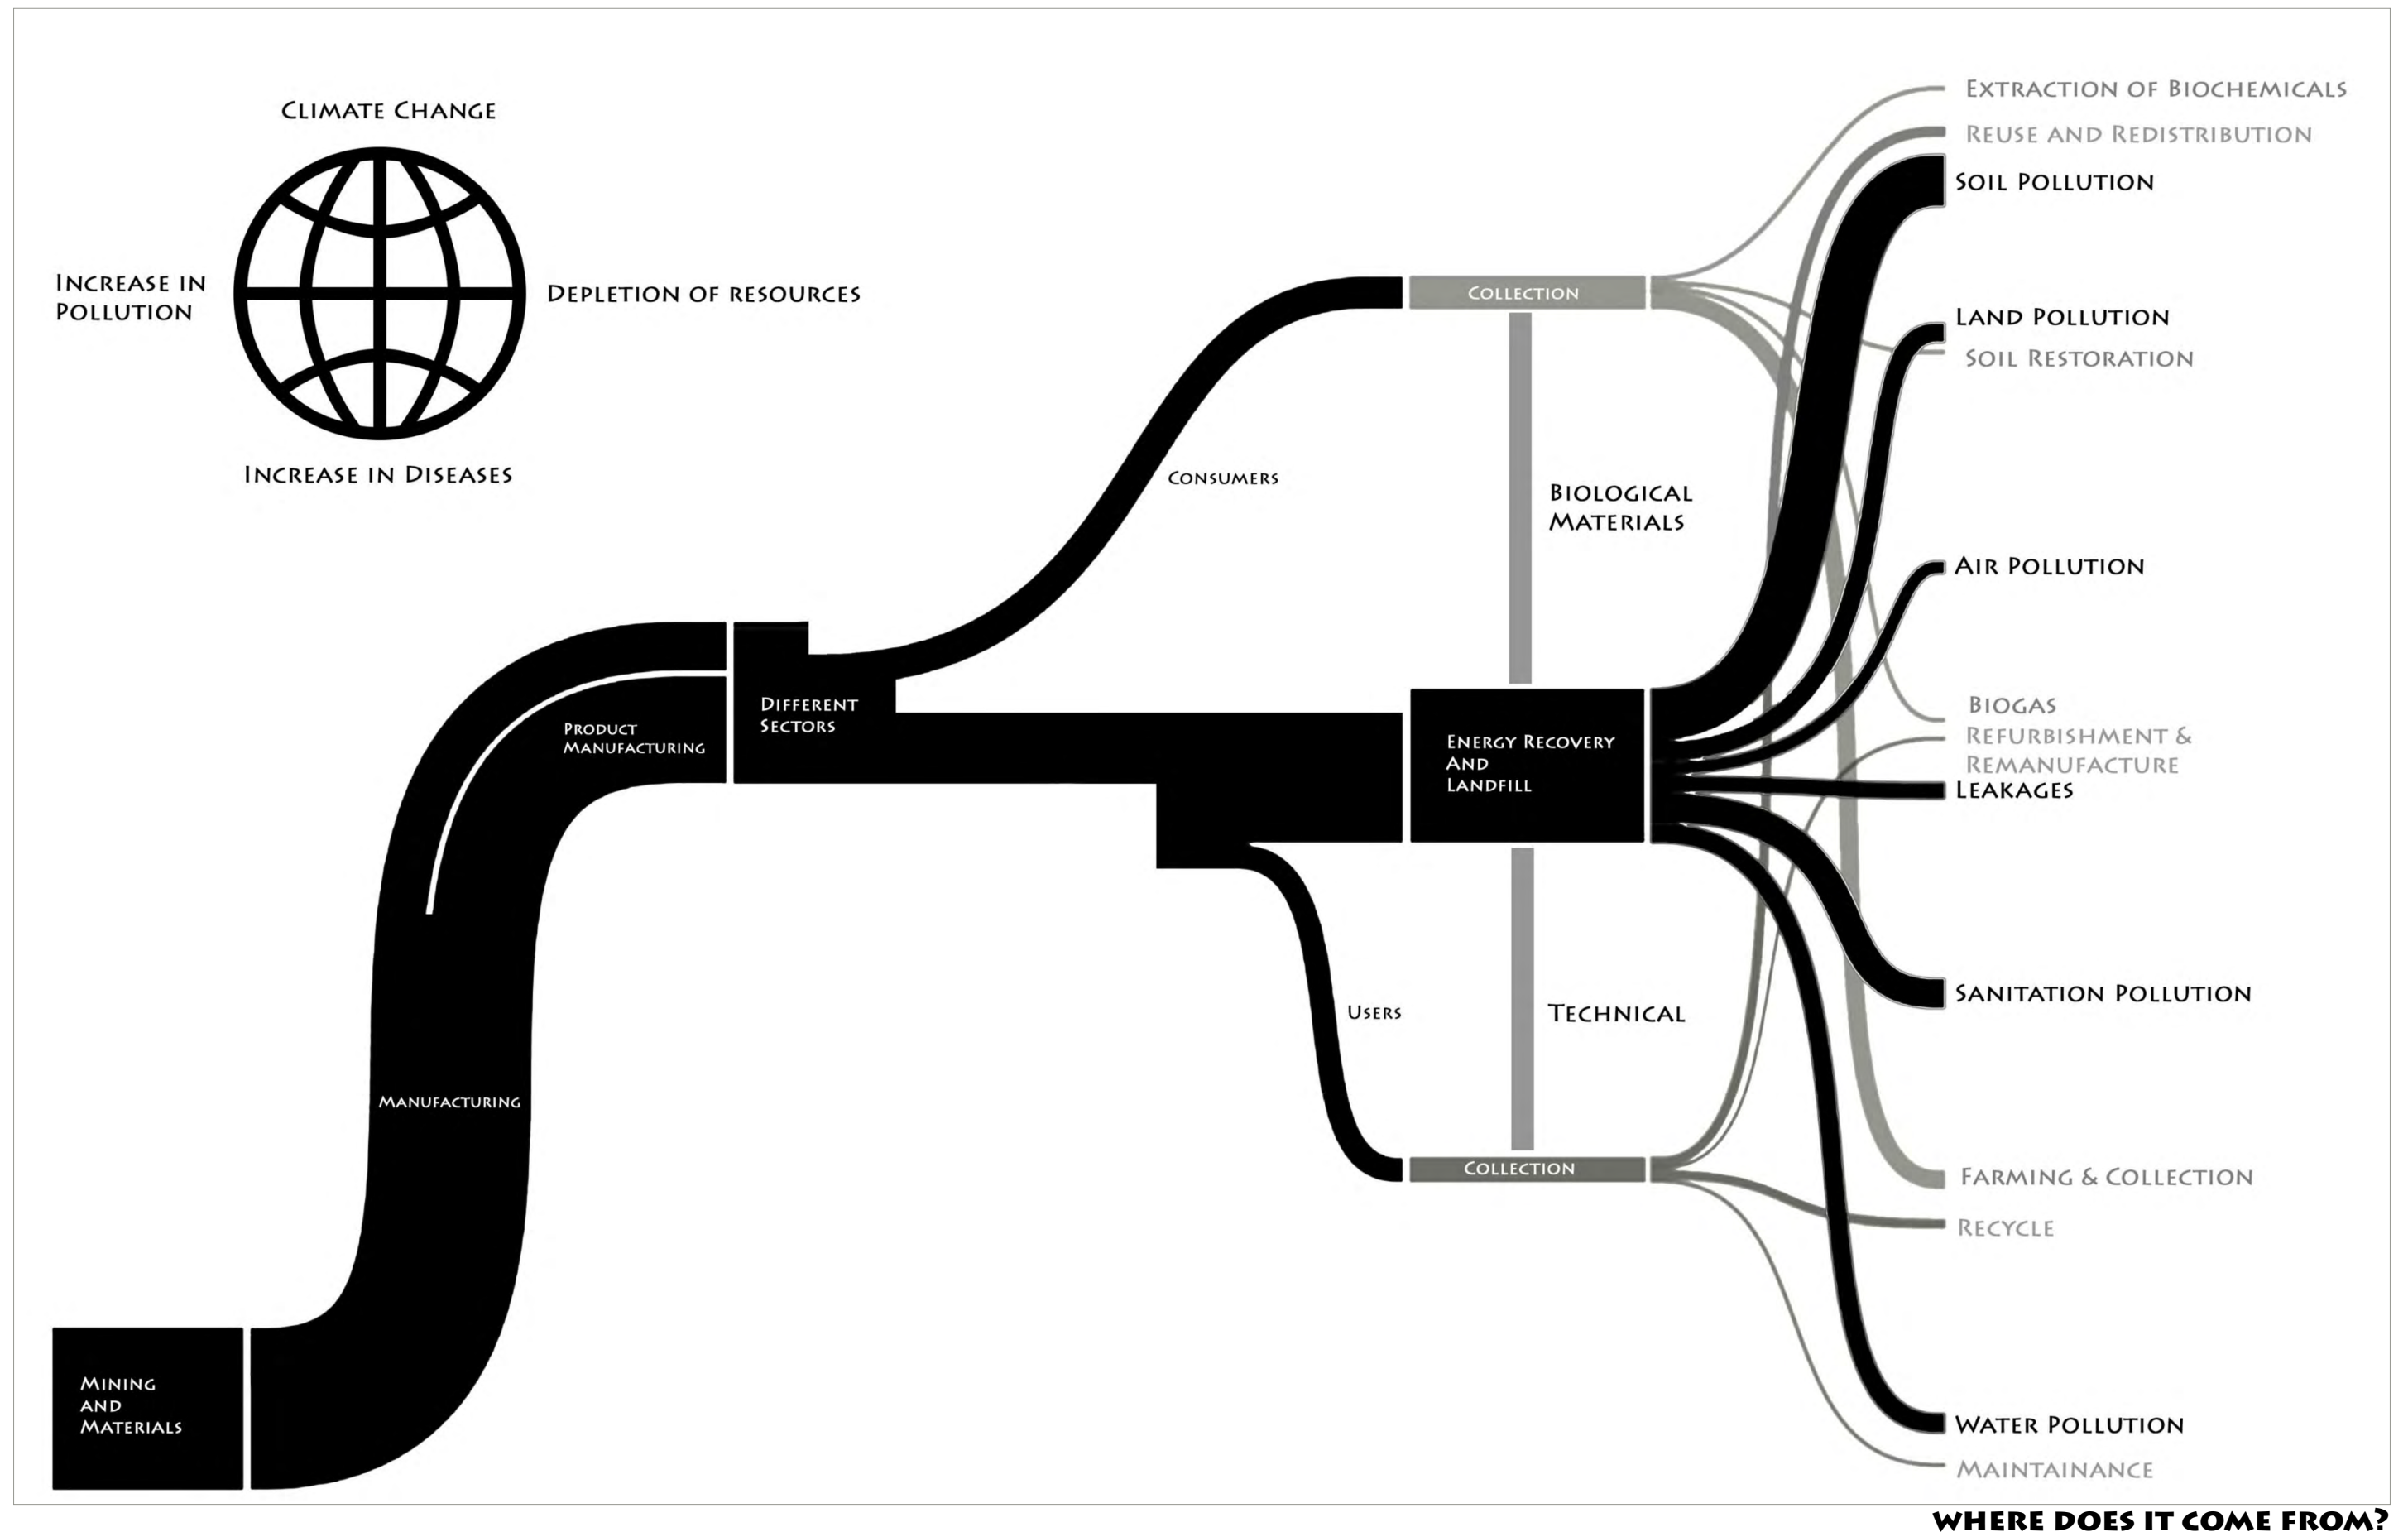 Climate Change
Increase in
Pollution
Depletion of resources
Increase in Diseases
Mining
and
Materials
Manufacturing
Product
Manufacturing
Different
Sectors
Consumers
Users
Collection
Biological
Materials
Energy Recovery
And
Landfill
Technical
Collection
Extraction of Biochemicals
Reuse and Redistribution
Soil Pollution
Land Pollution
Soil Restoration
Air Pollution
Biogas
Refurbishment &
Remanufacture
Leakages
Sanitation Pollution
Farming & Collection
Recycle
Water Pollution
Maintainance
Where does it come from?